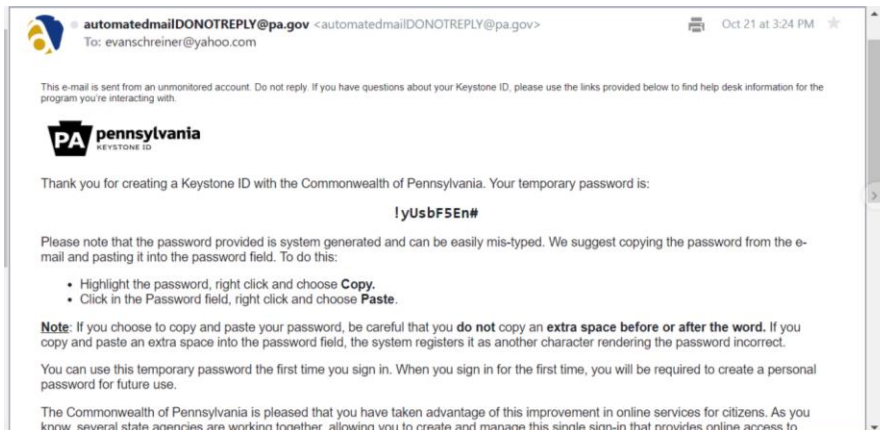 automatedmailDONOTREPLY@pa.gov <automatedmailDONOTREPLY@pa.gov>
Oct 21 at 3:24 PM
To: evanschreiner@yahoo.com
This e-mail is sent from an unmonitored account. Do not reply. If you have questions about your Keystone ID, please use the links provided below to find help desk information for the
program you're interacting with.
PA pennsylvania
KEYSTONE ID
Thank you for creating a Keystone ID with the Commonwealth of Pennsylvania. Your temporary password is:
!yUsbF5En#
Please note that the password provided is system generated and can be easily mis-typed. We suggest copying the password from the e-
mail and pasting it into the password field. To do this:
• Highlight the password, right click and choose Copy.
• Click in the Password field, right click and choose Paste.
Note: If you choose to copy and paste your password, be careful that you do not copy an extra space before or after the word. If you
copy and paste an extra space into the password field, the system registers it as another character rendering the password incorrect.
You can use this temporary password the first time you sign in. When you sign in for the first time, you will be required to create a personal
password for future use.
The Commonwealth of Pennsylvania is pleased that you have taken advantage of this improvement in online services for citizens. As you
know, several state agencies are working together, allowing you to create and manage this single sign-in that provides online access to